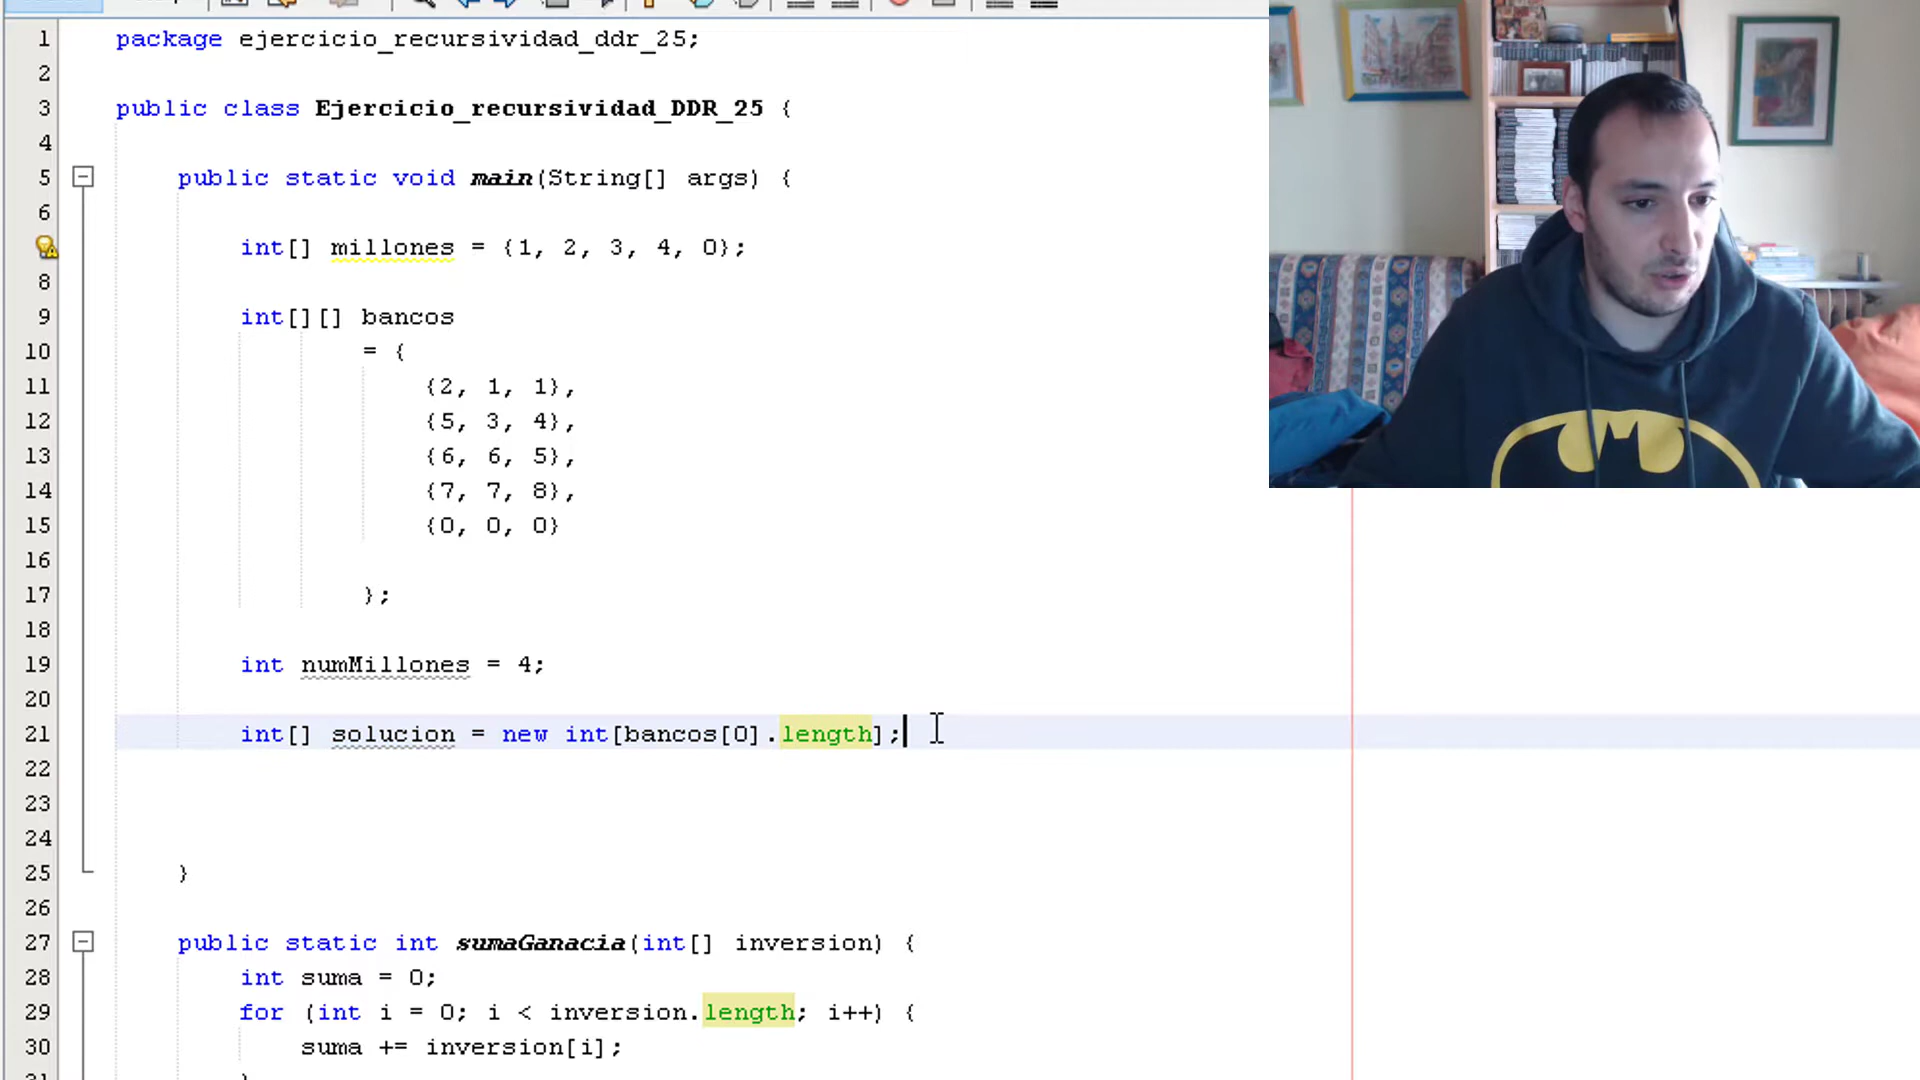 1 package ejercicio_recursividad_ddr_25;
2
3 public class Ejercicio_recursividad_DDR_25 {
4
5 public static void main(String[] args) {
6
int[] millones = {1, 2, 3, 4, 0};
8
9 int[][] bancos
10 = {
11 {2, 1, 1},
12 {5, 3, 4},
13 {6, 6, 5},
14 {7, 7, 8},
15 {0, 0, 0}
16
17 };
18
19 int numMillones = 4;
20
21 int[] solucion = new int[bancos[0].length];
22
23
24
25 }
26
27 public static int sumaGanacia(int[] inversion) {
28 int suma = 0;
29 for (int i = 0; i < inversion.length; i++) {
30 suma += inversion[i];